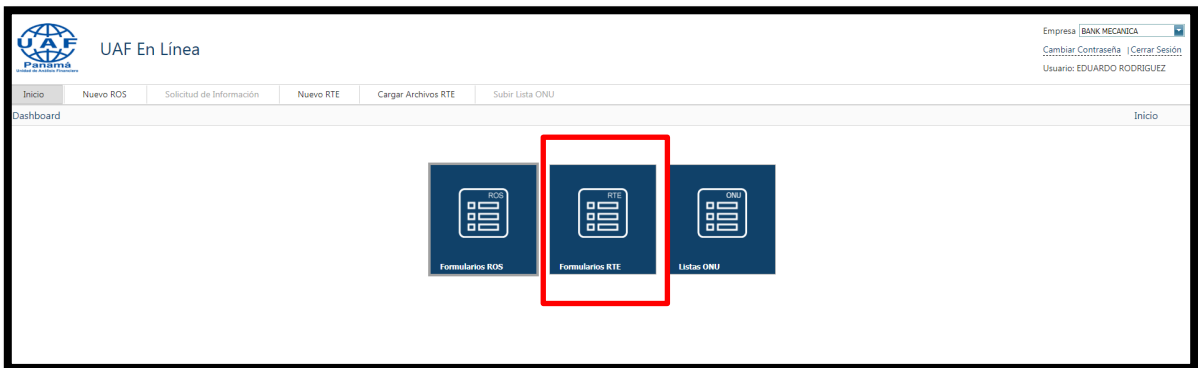 UAF
Panamá
Unidad de Análisis Financiero
UAF En Línea
Empresa BANK MECANICA
Cambiar Contraseña | Cerrar Sesión
Usuario: EDUARDO RODRIGUEZ
Inicio Nuevo ROS Solicitud de Información Nuevo RTE Cargar Archivos RTE Subir Lista ONU
Dashboard Inicio
ROS
Formularios ROS
RTE
Formularios RTE
ONU
Listas ONU